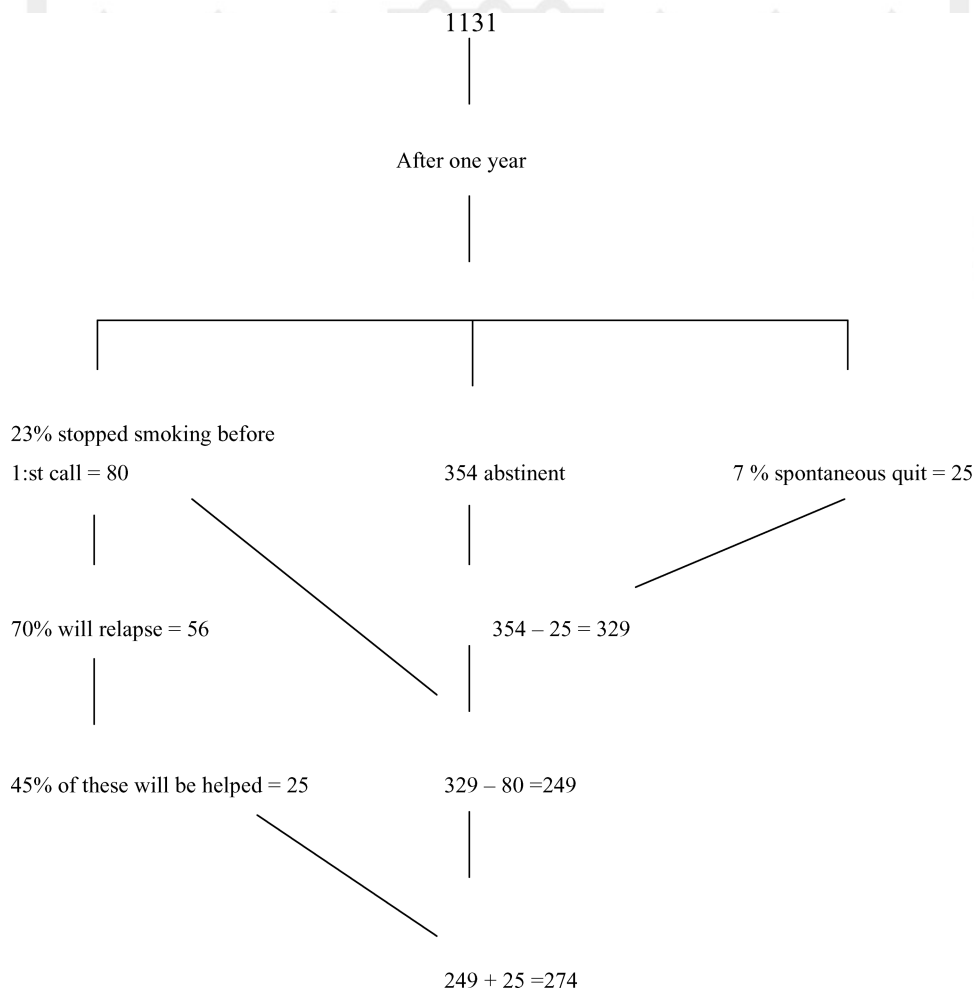 1131
After one year
23% stopped smoking before
1:st call = 80
354 abstinent
7 % spontaneous quit = 25
70% will relapse = 56
354 – 25 = 329
45% of these will be helped = 25
329 – 80 =249
249 + 25 =274